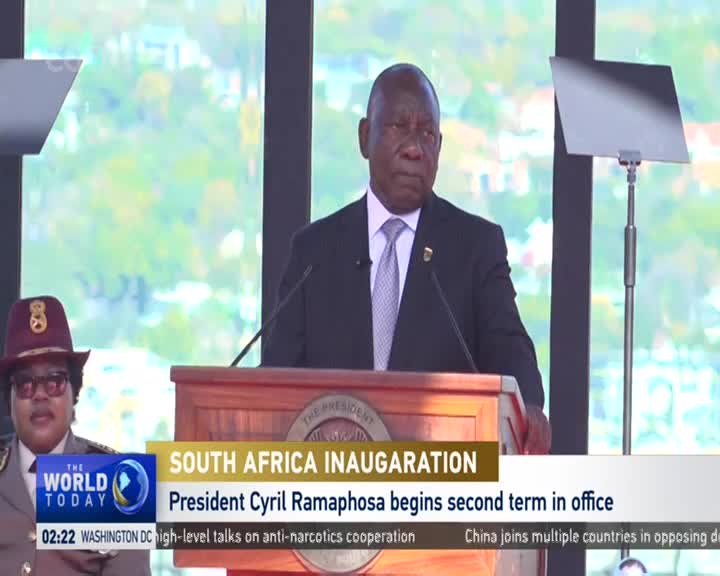 THE PRESIDENT
SOUTH AFRICA INAUGARATION
THE
WORLD
TODAY
President Cyril Ramaphosa begins second term in office
02:22 WASHINGTON DC
high-level talks on anti-narcotics cooperation
China joins multiple countries in opposing